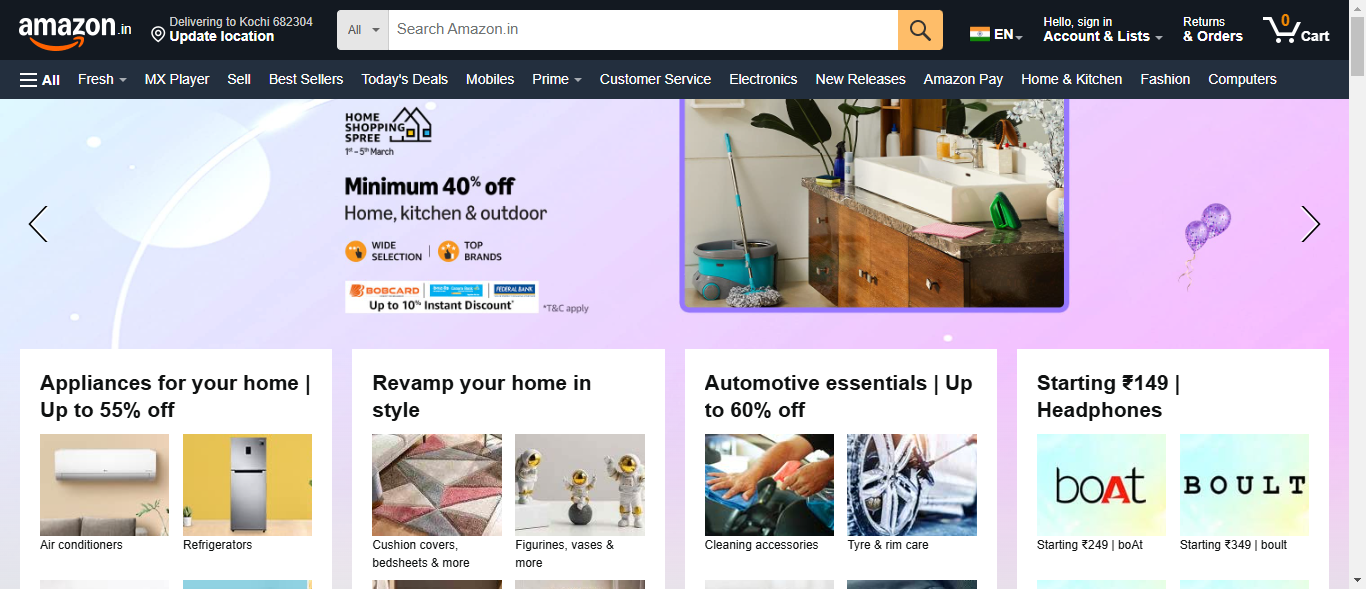 amazon.in
Delivering to Kochi 682304
Update location
All
Search Amazon.in
EN
Hello, sign in
Account & Lists
Returns
& Orders
0
Cart
All
Fresh
MX Player
Sell
Best Sellers
Today's Deals
Mobiles
Prime
Customer Service
Electronics
New Releases
Amazon Pay
Home & Kitchen
Fashion
Computers
HOME
SHOPPING
SPREE
1st – 5th March
Minimum 40% off
Home, kitchen & outdoor
WIDE
SELECTION
TOP
BRANDS
BOBCARD
FEDERAL BANK
Up to 10% Instant Discount*
*T&C apply
Appliances for your home |
Up to 55% off
Air conditioners
Refrigerators
Revamp your home in
style
Cushion covers,
bedsheets & more
Figurines, vases &
more
Automotive essentials | Up
to 60% off
Cleaning accessories
Tyre & rim care
Starting ₹149 |
Headphones
boAt
BOULT
Starting ₹249 | boAt
Starting ₹349 | boult